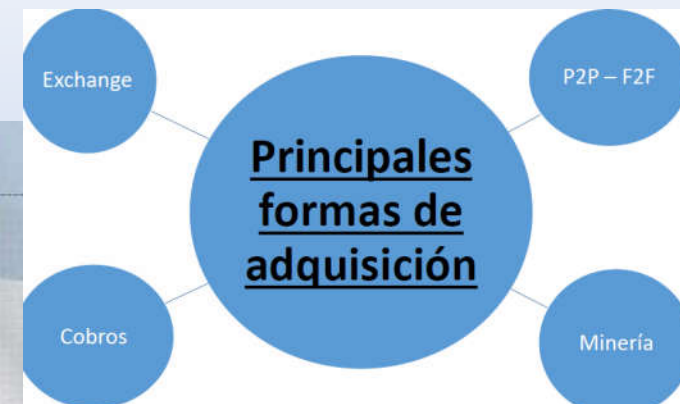 Exchange
P2P – F2F
Principales
formas de
adquisición
Cobros
Minería